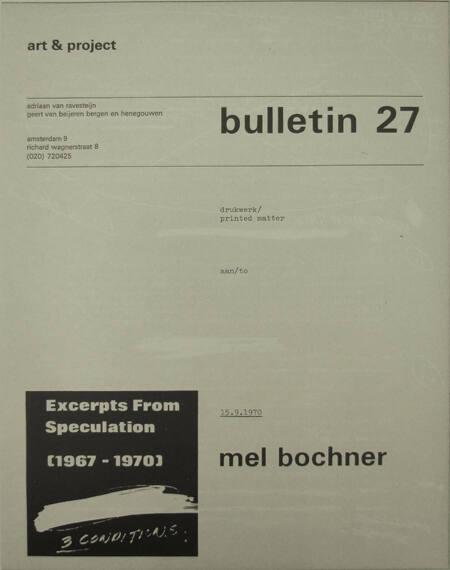 art & project
adriaan van ravesteijn
geert van beijeren bergen en henegouwen
bulletin 27
amsterdam 9
richard wagnerstraat 8
(020) 720425
drukwerk/
printed matter
aan/to
Excerpts From
Speculation
(1967 - 1970)
3 CONDITIONS:
15.9.1970
mel bochner